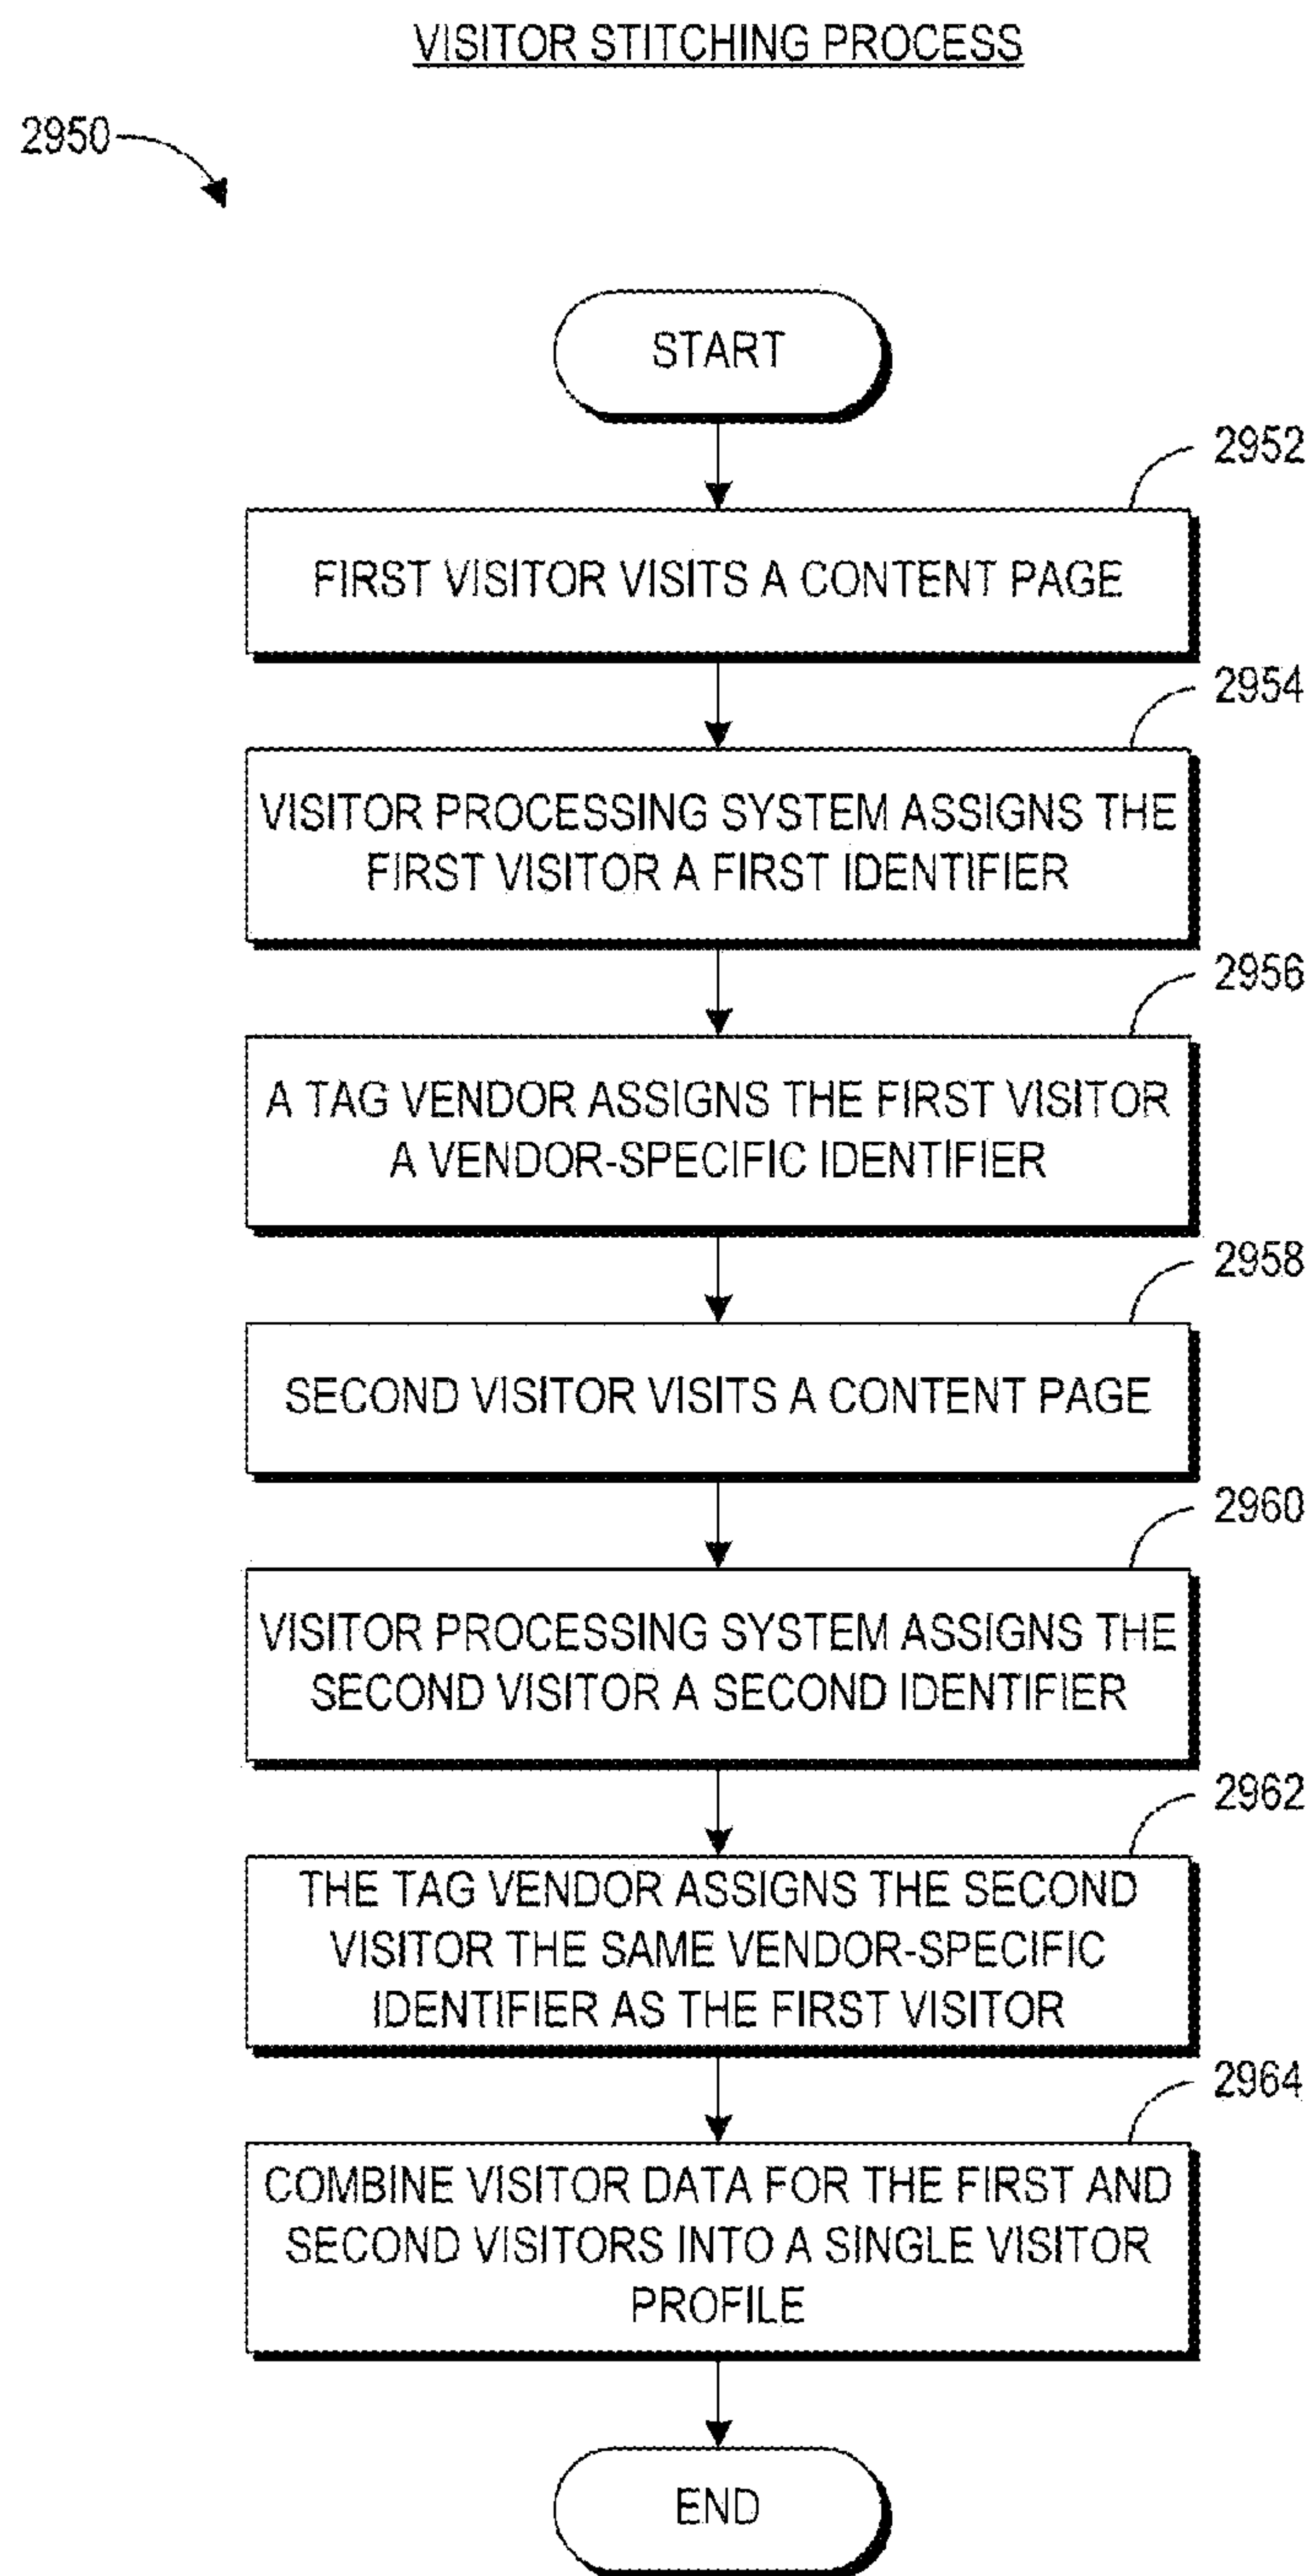 VISITOR STITCHING PROCESS
2950
START
2952
FIRST VISITOR VISITS A CONTENT PAGE
2954
VISITOR PROCESSING SYSTEM ASSIGNS THE
FIRST VISITOR A FIRST IDENTIFIER
2956
A TAG VENDOR ASSIGNS THE FIRST VISITOR
A VENDOR-SPECIFIC IDENTIFIER
2958
SECOND VISITOR VISITS A CONTENT PAGE
2960
VISITOR PROCESSING SYSTEM ASSIGNS THE
SECOND VISITOR A SECOND IDENTIFIER
2962
THE TAG VENDOR ASSIGNS THE SECOND
VISITOR THE SAME VENDOR-SPECIFIC
IDENTIFIER AS THE FIRST VISITOR
2964
COMBINE VISITOR DATA FOR THE FIRST AND
SECOND VISITORS INTO A SINGLE VISITOR
PROFILE
END